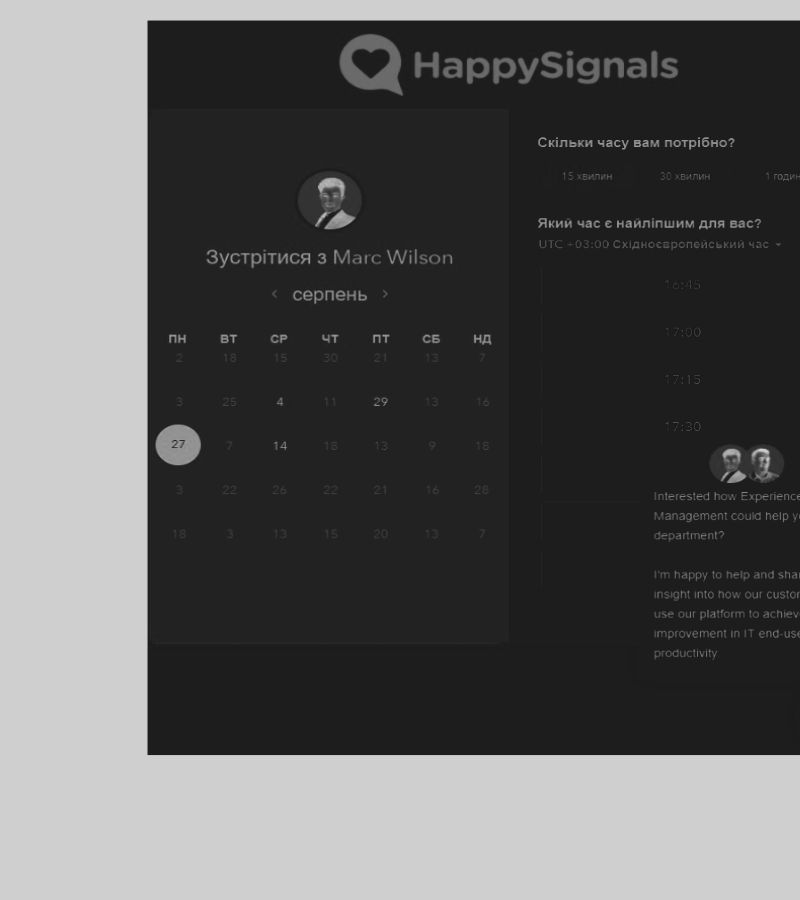 HappySignals
Зустрітися з Marc Wilson
серпень
ПН ВТ СР ЧТ ПТ СБ НД
2 18 15 30 21 13 7
3 25 4 11 29 13 16
27 7 14 18 13 9 18
3 22 26 22 21 16 28
18 3 13 15 20 13 7
Скільки часу вам потрібно?
15 хвилин 30 хвилин 1 годин
Який час є найліпшим для вас?
UTC +03:00 Східноєвропейський час
16:45
17:00
17:15
17:30
Interested how Experience
Management could help yo
department?
I'm happy to help and shar
insight into how our custom
use our platform to achieve
improvement in IT end-use
productivity